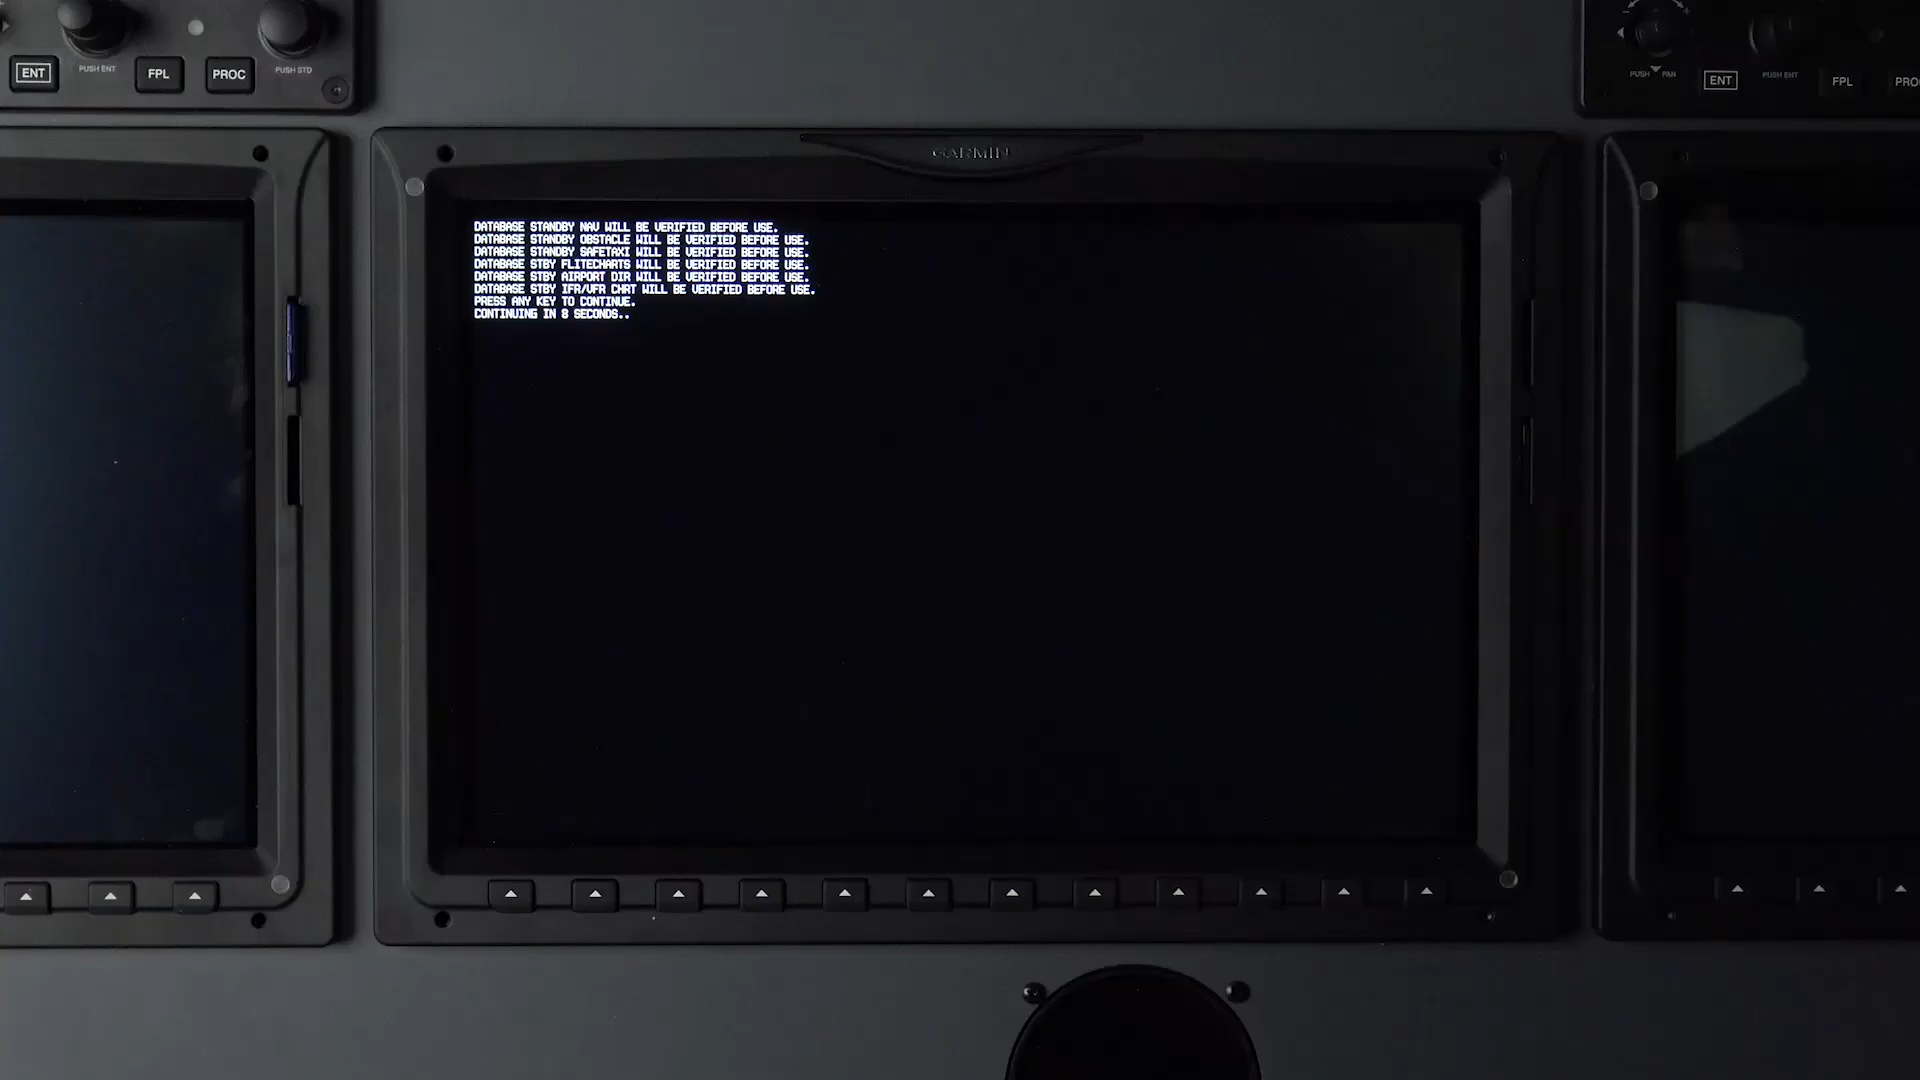 ENT
PUSH ENT
FPL
PROC
PUSH STD
PUSH PAN
ENT
PUSH ENT
FPL
PROC
GARMIN
DATABASE STANDBY NAV WILL BE VERIFIED BEFORE USE.
DATABASE STANDBY OBSTACLE WILL BE VERIFIED BEFORE USE.
DATABASE STANDBY SAFETAXI WILL BE VERIFIED BEFORE USE.
DATABASE STBY FLITECHARTS WILL BE VERIFIED BEFORE USE.
DATABASE STBY AIRPORT DIR WILL BE VERIFIED BEFORE USE.
DATABASE STBY IFR/VFR CHRT WILL BE VERIFIED BEFORE USE.
PRESS ANY KEY TO CONTINUE.
CONTINUING IN 8 SECONDS..